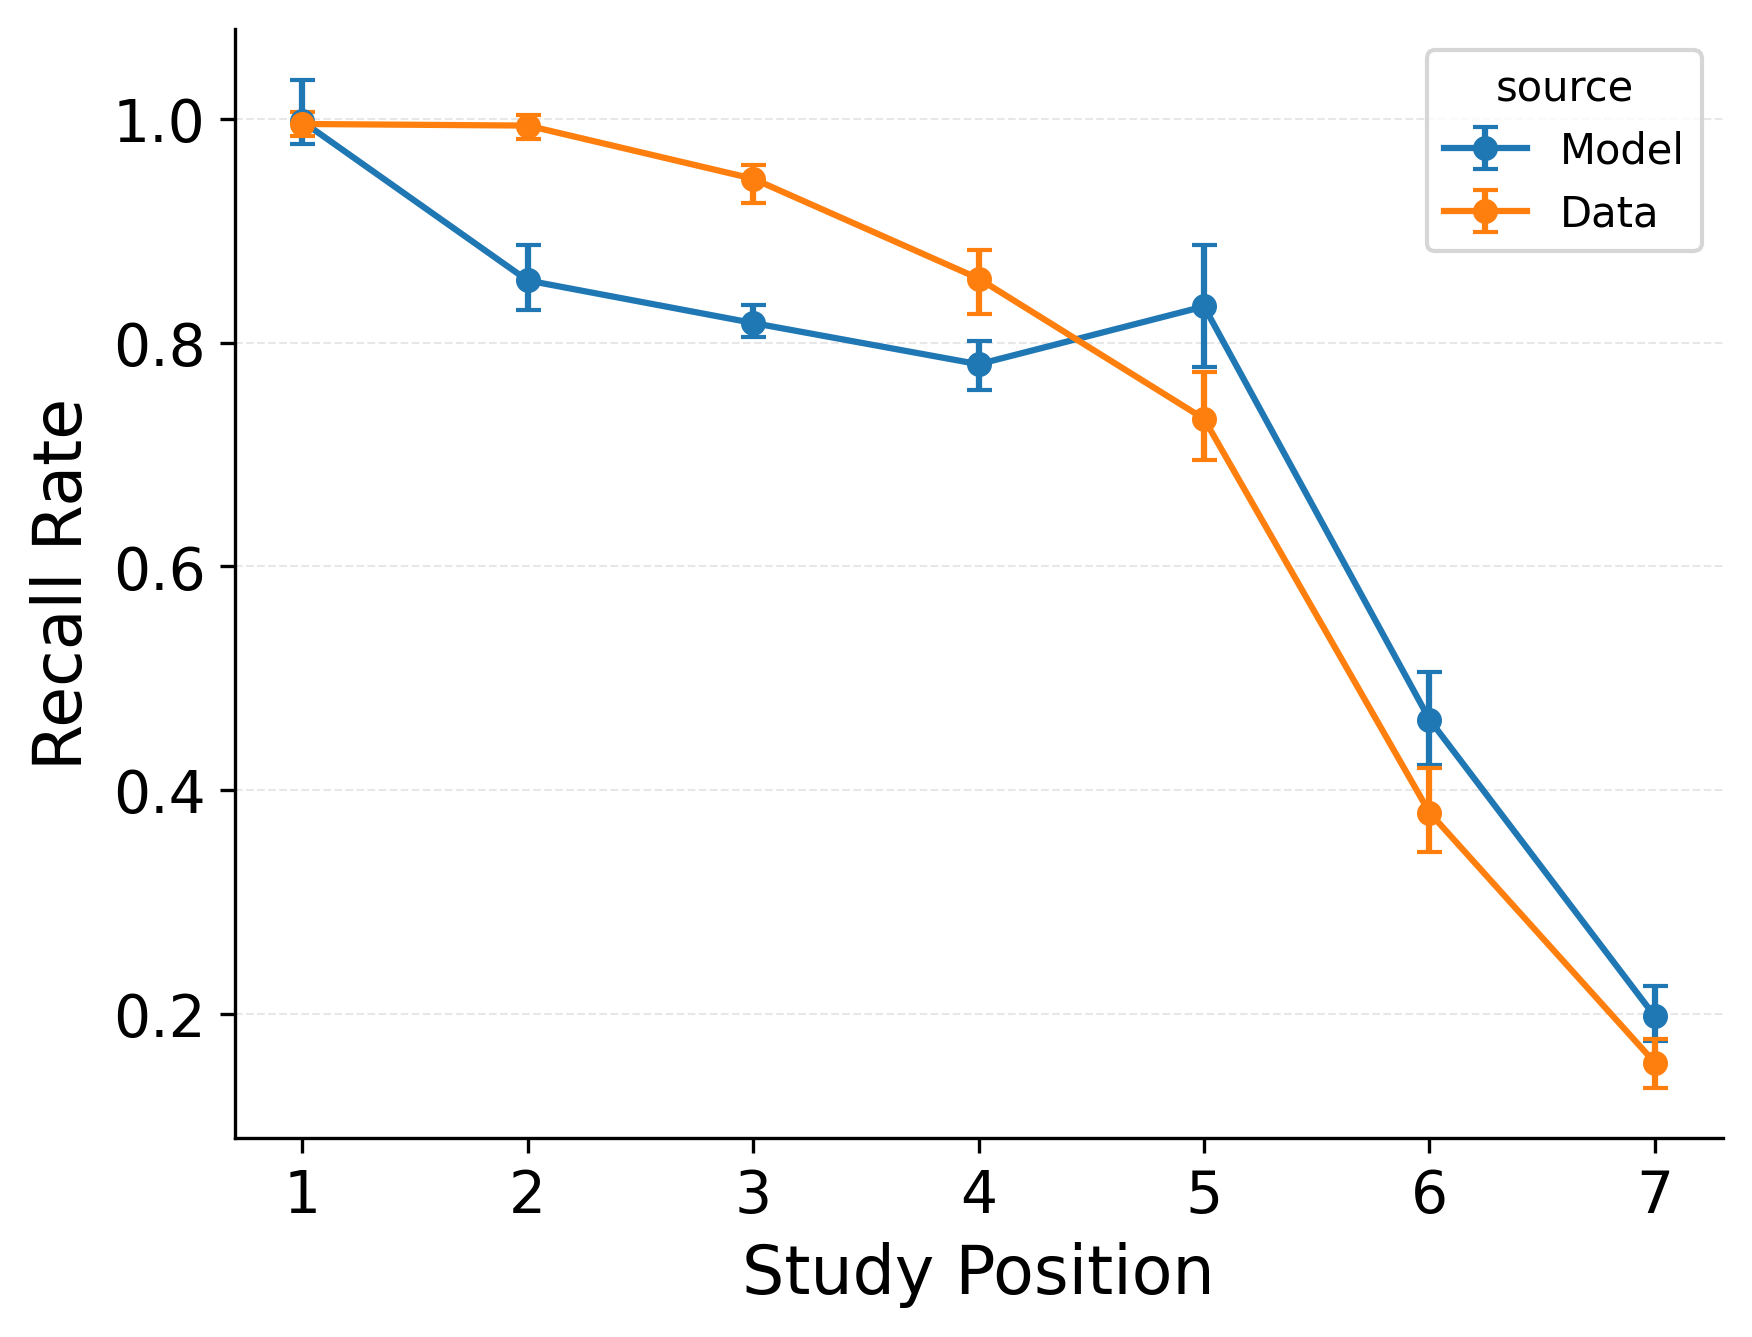 source
Model
Data
1.0
0.8
0.6
0.4
0.2
Recall Rate
1 2 3 4 5 6 7
Study Position